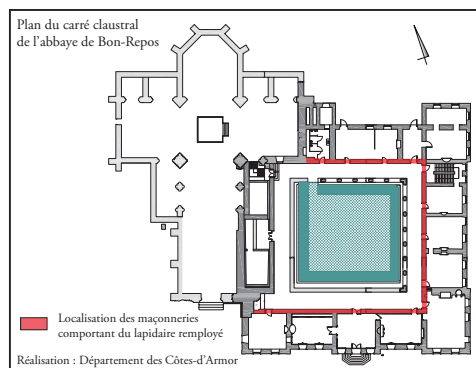 Plan du carré claustral
de l'abbaye de Bon-Repos
Localisation des maçonneries
comportant du lapidaire remployé
Réalisation : Département des Côtes-d'Armor